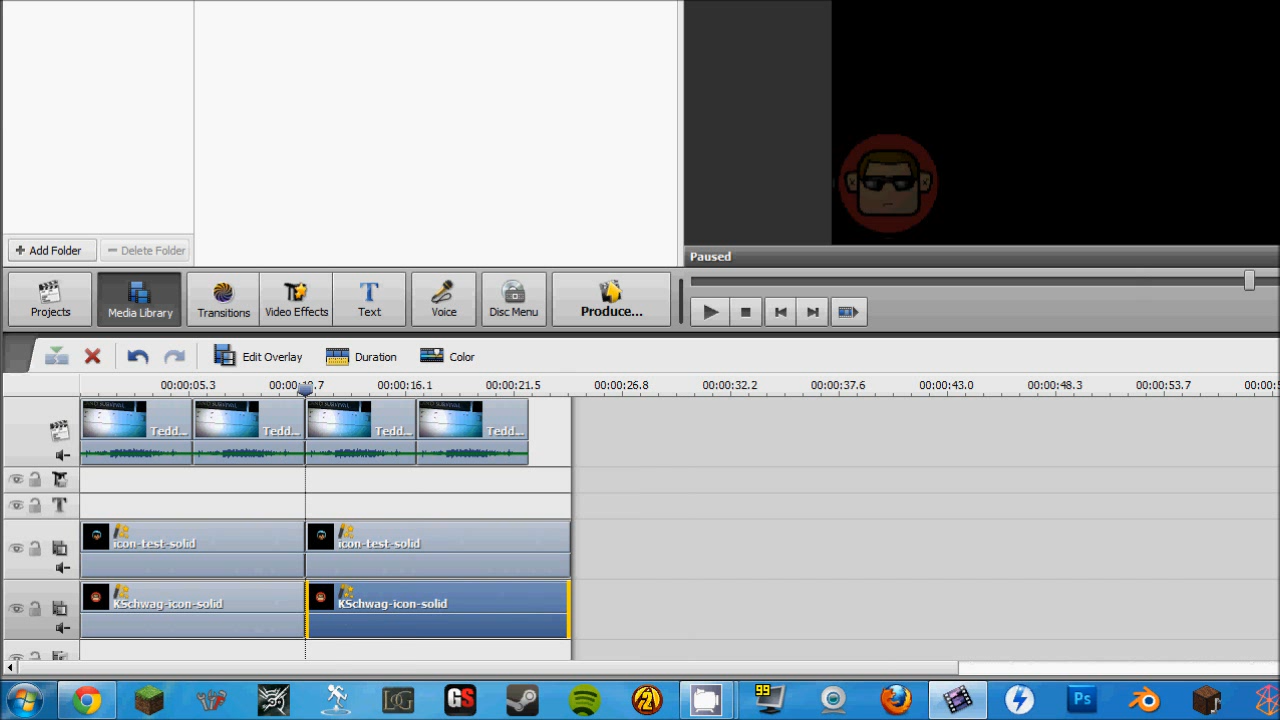 Add Folder
Delete Folder
Paused
Projects
Media Library
Transitions
Video Effects
Text
Voice
Disc Menu
Produce...
Edit Overlay
Duration
Color
00:00:05.3
00:00:16.1
00:00:21.5
00:00:26.8
00:00:32.2
00:00:37.6
00:00:43.0
00:00:48.3
00:00:53.7
Tedd...
Tedd...
Tedd...
Tedd...
T
icon-test-solid
icon-test-solid
KSchwag-icon-solid
KSchwag-icon-solid
GS
99
Ps